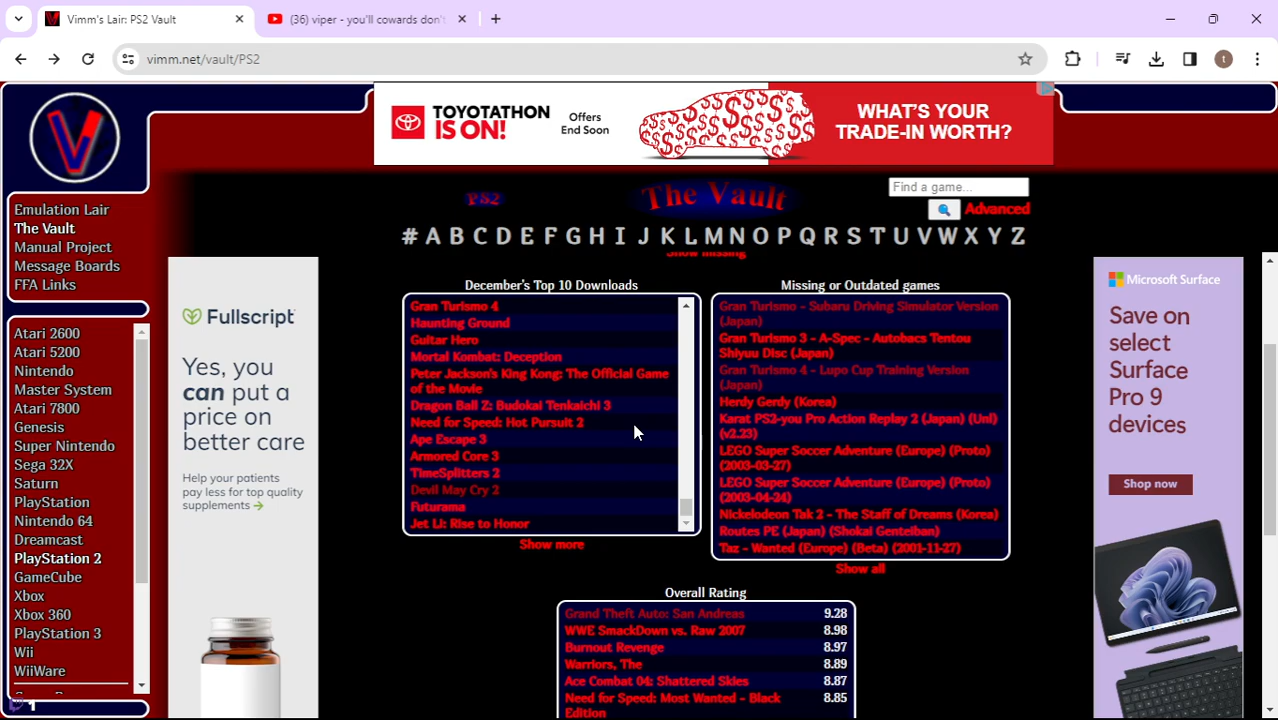 Vimm's Lair: PS2 Vault
(36) viper - you'll cowards don't
vimm.net/vault/PS2
t
TOYOTATHON
IS ON!
Offers
End Soon
WHAT'S YOUR
TRADE-IN WORTH?
PS2
The Vault
Find a game...
Advanced
# A B C D E F G H I J K L M N O P Q R S T U V W X Y Z
Show missing
Emulation Lair
The Vault
Manual Project
Message Boards
FFA Links
Atari 2600
Atari 5200
Nintendo
Master System
Atari 7800
Genesis
Super Nintendo
Sega 32X
Saturn
PlayStation
Nintendo 64
Dreamcast
PlayStation 2
GameCube
Xbox
Xbox 360
PlayStation 3
Wii
WiiWare
Fullscript
Yes, you
can put a
price on
better care
Help your patients
pay less for top quality
supplements →
December's Top 10 Downloads
Gran Turismo 4
Haunting Ground
Guitar Hero
Mortal Kombat: Deception
Peter Jackson's King Kong: The Official Game
of the Movie
Dragon Ball Z: Budokai Tenkaichi 3
Need for Speed: Hot Pursuit 2
Ape Escape 3
Armored Core 3
TimeSplitters 2
Devil May Cry 2
Futurama
Jet Li: Rise to Honor
Show more
Missing or Outdated games
Gran Turismo - Subaru Driving Simulator Version
(Japan)
Gran Turismo 3 - A-Spec - Autobacs Tentou
Shiyuu Disc (Japan)
Gran Turismo 4 - Lupo Cup Training Version
(Japan)
Herdy Gerdy (Korea)
Karat PS2-you Pro Action Replay 2 (Japan) (Unl)
(v2.23)
LEGO Super Soccer Adventure (Europe) (Proto)
(2003-03-27)
LEGO Super Soccer Adventure (Europe) (Proto)
(2003-04-24)
Nickelodeon Tak 2 - The Staff of Dreams (Korea)
Routes PE (Japan) (Shokai Genteiban)
Taz - Wanted (Europe) (Beta) (2001-11-27)
Show all
Overall Rating
Grand Theft Auto: San Andreas 9.28
WWE SmackDown vs. Raw 2007 8.98
Burnout Revenge 8.97
Warriors, The 8.89
Ace Combat 04: Shattered Skies 8.87
Need for Speed: Most Wanted - Black 8.85
Edition
Microsoft Surface
Save on
select
Surface
Pro 9
devices
Shop now
1